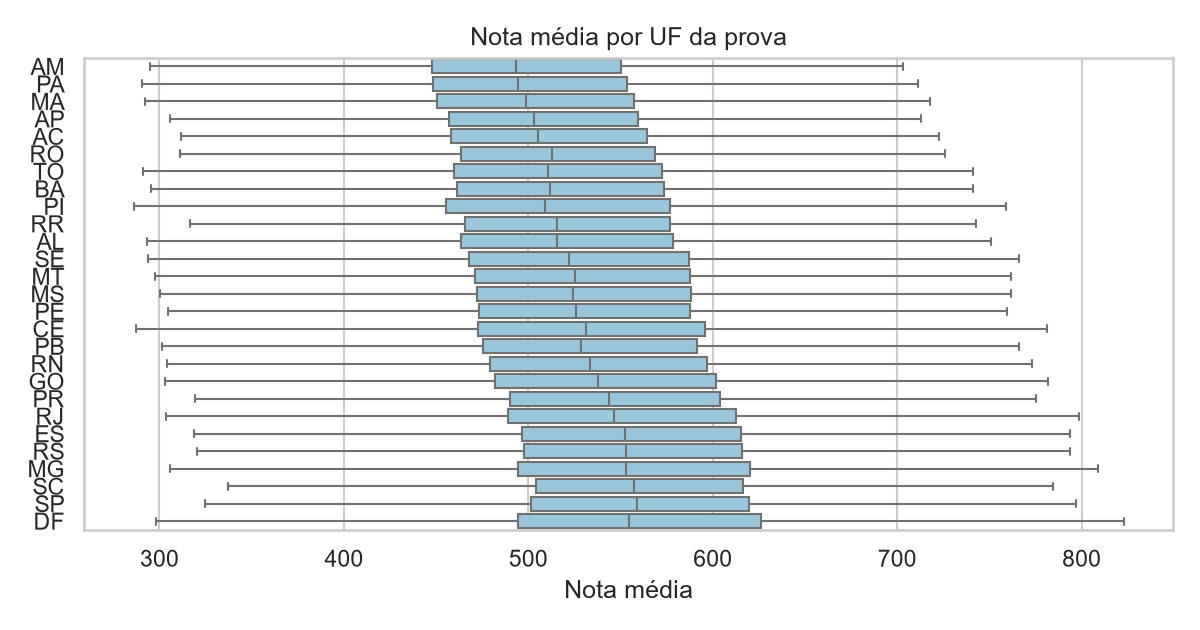 Nota média por UF da prova
AM
PA
MA
AP
AC
RO
TO
BA
PI
RR
AL
SE
MT
MS
PE
CE
PB
RN
GO
PR
RJ
ES
RS
MG
SC
SP
DF
300 400 500 600 700 800
Nota média